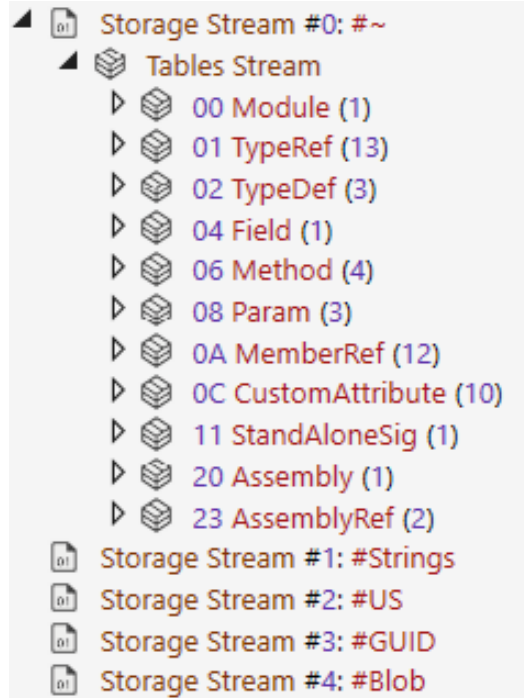 Storage Stream #0: #~
Tables Stream
00 Module (1)
01 TypeRef (13)
02 TypeDef (3)
04 Field (1)
06 Method (4)
08 Param (3)
0A MemberRef (12)
0C CustomAttribute (10)
11 StandAloneSig (1)
20 Assembly (1)
23 AssemblyRef (2)
Storage Stream #1: #Strings
Storage Stream #2: #US
Storage Stream #3: #GUID
Storage Stream #4: #Blob